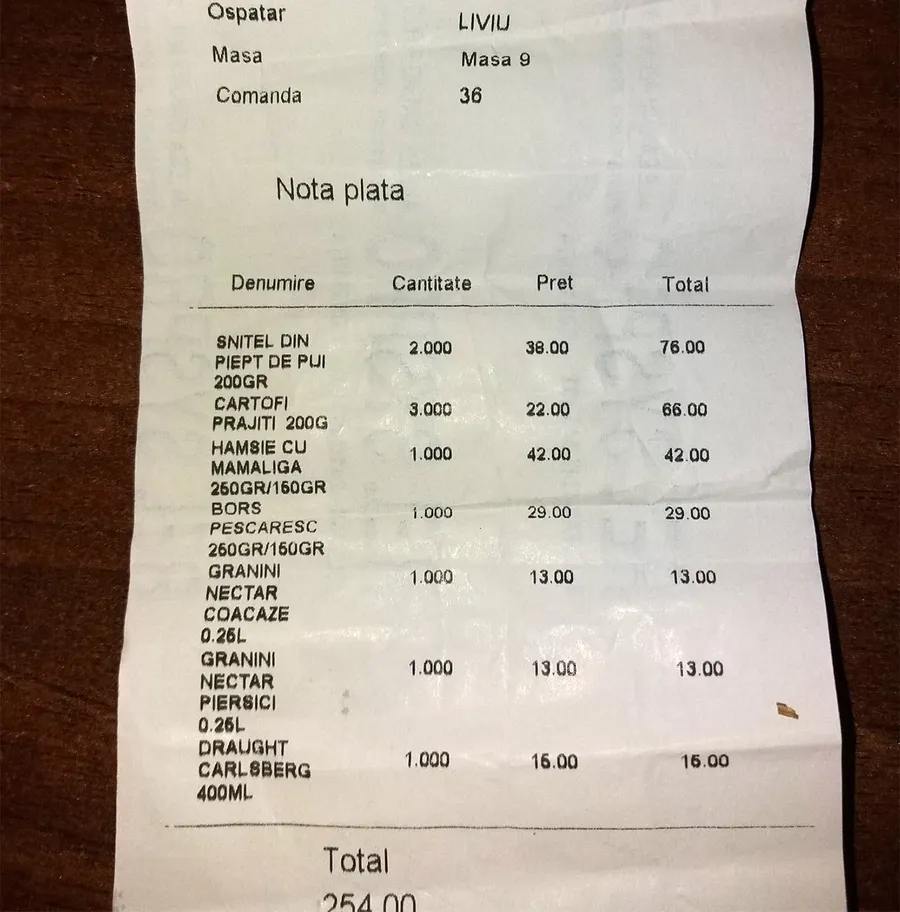 Ospatar LIVIU
Masa Masa 9
Comanda 36
Nota plata
Denumire Cantitate Pret Total
SNITEL DIN 2.000 38.00 76.00
PIEPT DE PUI
200GR
CARTOFI 3.000 22.00 66.00
PRAJITI 200G
HAMSIE CU 1.000 42.00 42.00
MAMALIGA
250GR/150GR
BORS 1.000 29.00 29.00
PESCARESC
250GR/150GR
GRANINI 1.000 13.00 13.00
NECTAR
COACAZE
0.25L
GRANINI 1.000 13.00 13.00
NECTAR
PIERSICI
0.25L
DRAUGHT 1.000 15.00 15.00
CARLSBERG
400ML
Total
254.00